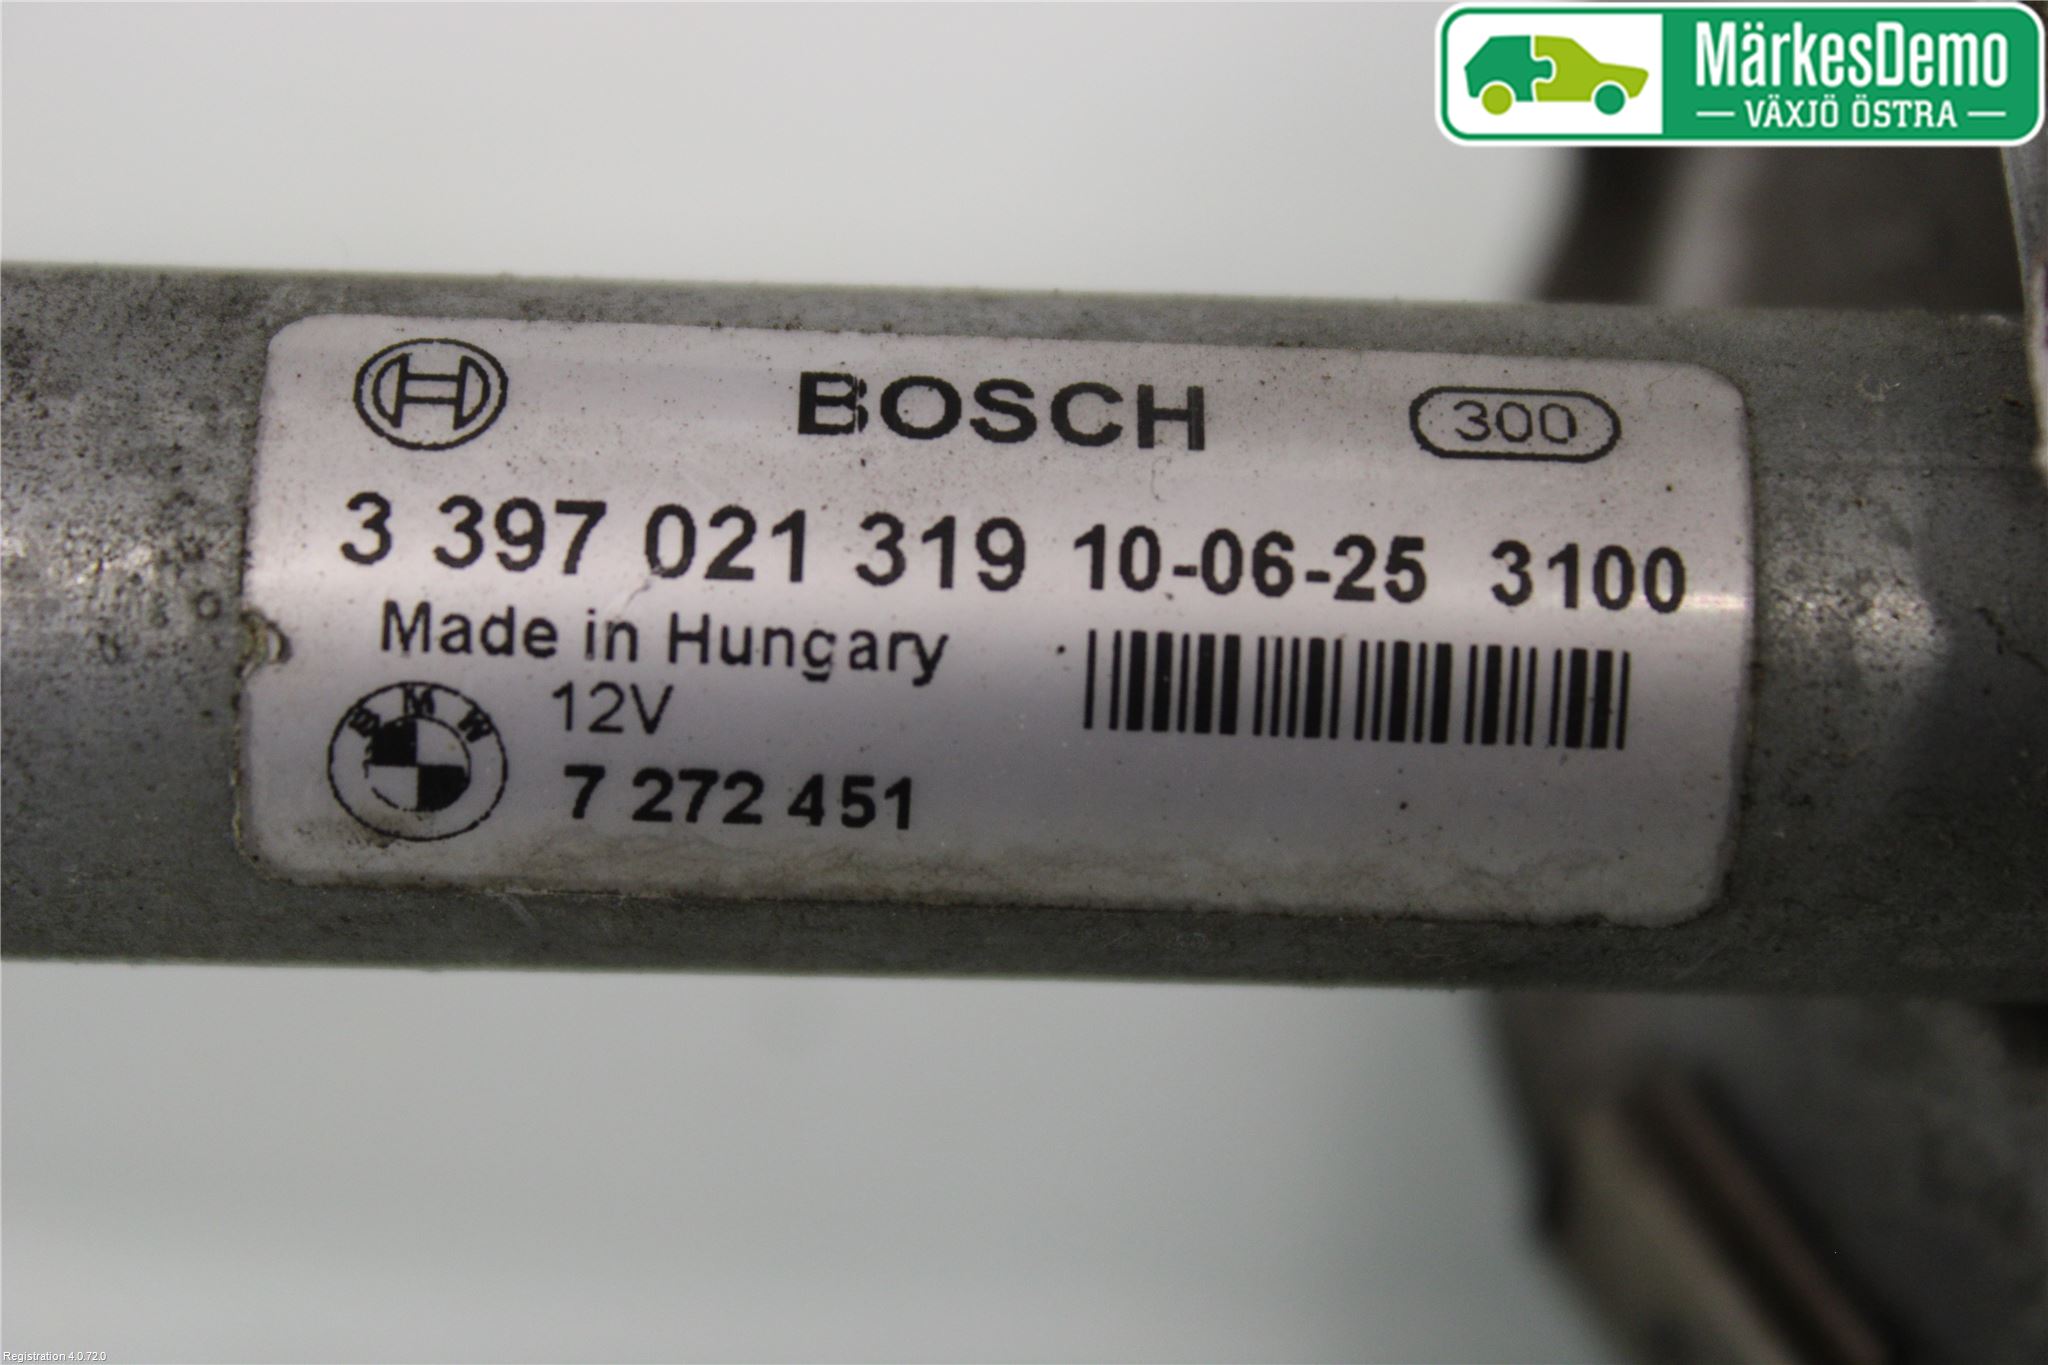 MärkesDemo
VÄXJÖ ÖSTRA
BOSCH 300
3 397 021 319 10-06-25 3100
Made in Hungary
12V
BMW
7 272 451
Registration 4.0.72.0